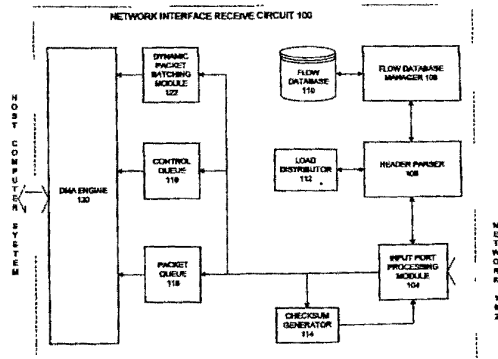 NETWORK INTERFACE RECEIVE CIRCUIT 100
DYNAMIC
PACKET
BATCHING
MODULE
122
FLOW
DATABASE
110
FLOW DATABASE
MANAGER 108
HOST COMPUTER SYSTEM
DMA ENGINE
120
CONTROL
QUEUE
118
LOAD
DISTRIBUTOR
112
HEADER PARSER
106
PACKET
QUEUE
116
INPUT PORT
PROCESSING
MODULE
104
CHECKSUM
GENERATOR
114